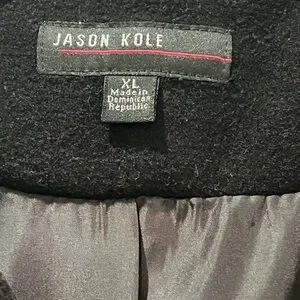 JASON KOLE
XL
Made in
Dominican
Republic